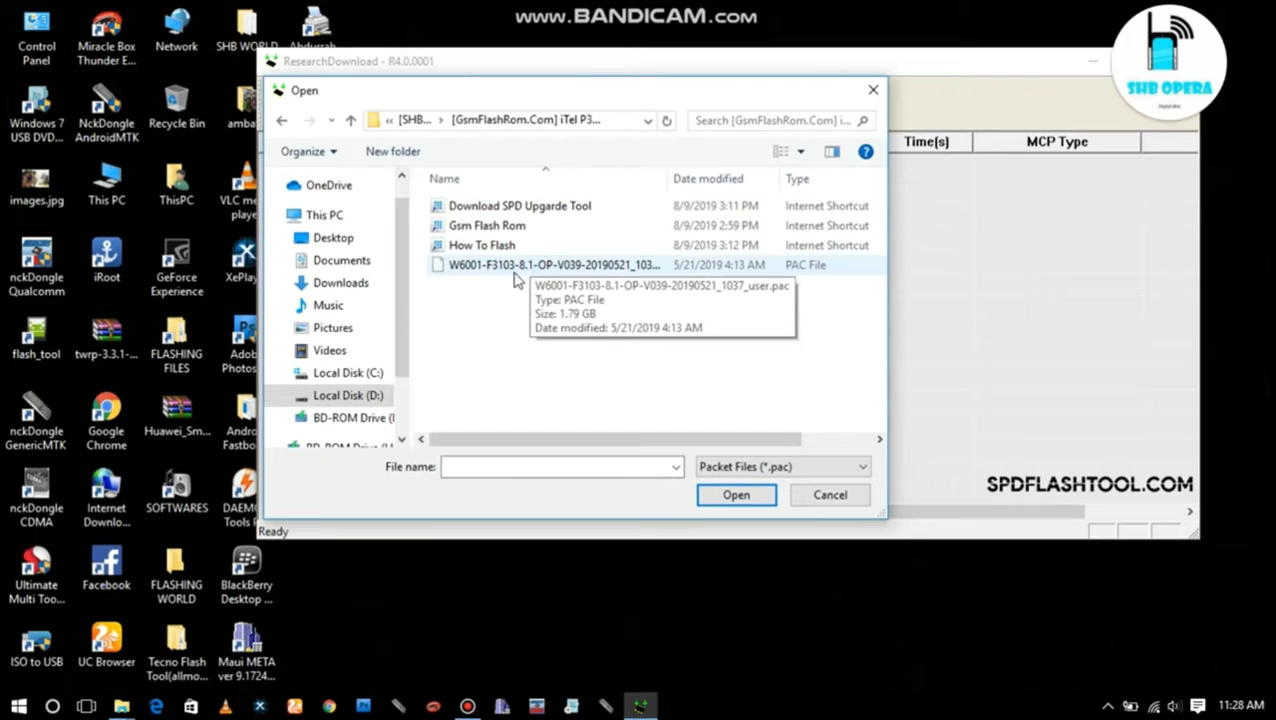 www.BANDICAM.com
SHB OPERA
Control
Panel
Miracle Box
Thunder E...
Network
SHB WORLD
Abdurrah
Windows 7
USB DVD...
NckDongle
AndroidMTK
Recycle Bin
amba
images.jpg
This PC
ThisPC
VLC med
player
nckDongle
Qualcomm
iRoot
GeForce
Experience
XePlay
flash_tool
twrp-3.3.1-...
FLASHING
FILES
Adob
Photos
nckDongle
GenericMTK
Google
Chrome
Huawei_Sm...
Andro
Fastbo
nckDongle
CDMA
Internet
Downlo...
SOFTWARES
DAEM
Tools P
Ultimate
Multi Too...
Facebook
FLASHING
WORLD
BlackBerry
Desktop ...
ISO to USB
UC Browser
Tecno Flash
Tool(allmo...
Maui META
ver 9.1724...
ResearchDownload - R4.0.0001
Time(s)
MCP Type
Open
« [SHB... › [GsmFlashRom.Com] iTel P3...
Search [GsmFlashRom.Com] i...
Organize
New folder
Name
Date modified
Type
OneDrive
This PC
Desktop
Documents
Downloads
Music
Pictures
Videos
Local Disk (C:)
Local Disk (D:)
BD-ROM Drive (
Download SPD Upgarde Tool 8/9/2019 3:11 PM Internet Shortcut
Gsm Flash Rom 8/9/2019 2:59 PM Internet Shortcut
How To Flash 8/9/2019 3:12 PM Internet Shortcut
W6001-F3103-8.1-OP-V039-20190521_103... 5/21/2019 4:13 AM PAC File
W6001-F3103-8.1-OP-V039-20190521_1037_user.pac
Type: PAC File
Size: 1.79 GB
Date modified: 5/21/2019 4:13 AM
File name:
Packet Files (*.pac)
Open
Cancel
SPDFLASHTOOL.COM
Ready
11:28 AM